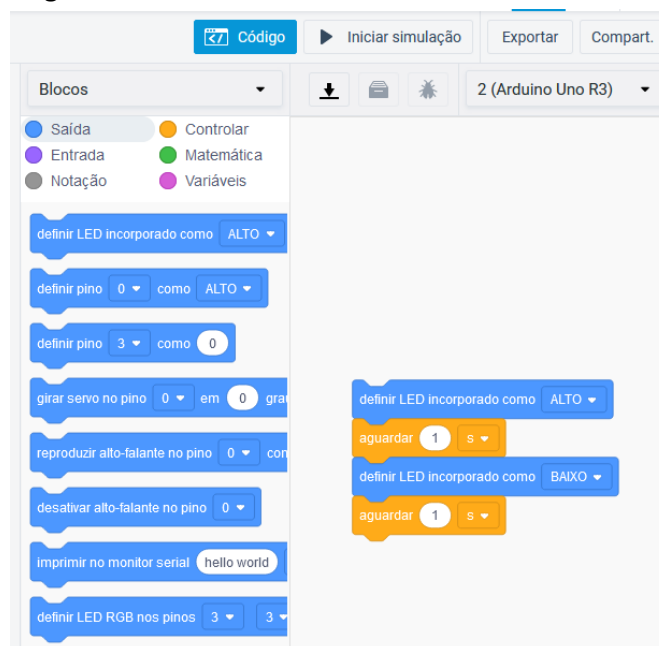 Código
Iniciar simulação
Exportar
Compart.
Blocos
2 (Arduino Uno R3)
Saída
Controlar
Entrada
Matemática
Notação
Variáveis
definir LED incorporado como ALTO
definir pino 0 como ALTO
definir pino 3 como 0
girar servo no pino 0 em 0 grau
reproduzir alto-falante no pino 0 con
desativar alto-falante no pino 0
imprimir no monitor serial hello world
definir LED RGB nos pinos 3 3
definir LED incorporado como ALTO
aguardar 1 s
definir LED incorporado como BAIXO
aguardar 1 s